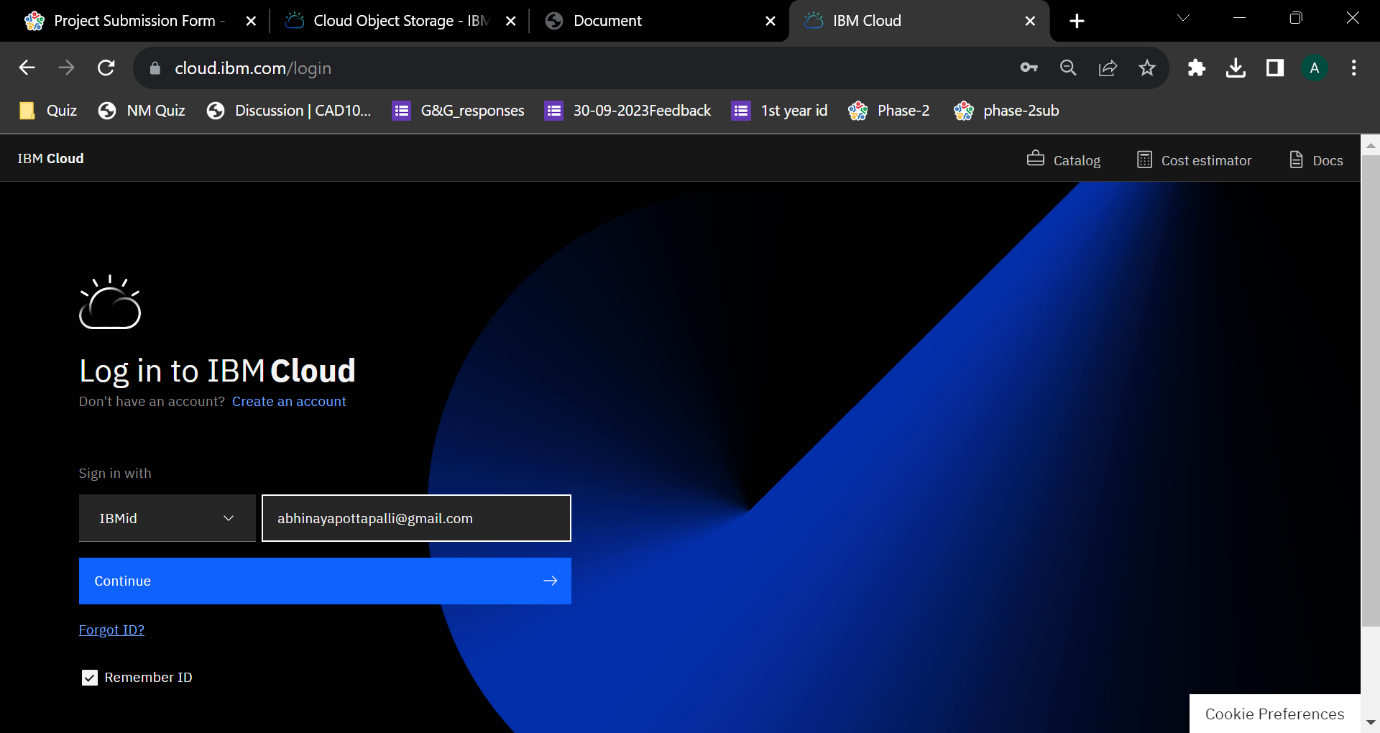 Project Submission Form -
Cloud Object Storage - IBM
Document
IBM Cloud
cloud.ibm.com/login
A
Quiz
NM Quiz
Discussion | CAD10...
G&G_responses
30-09-2023Feedback
1st year id
Phase-2
phase-2sub
IBM Cloud
Catalog
Cost estimator
Docs
Log in to IBM Cloud
Don't have an account? Create an account
Sign in with
IBMid
abhinayapottapalli@gmail.com
Continue
Forgot ID?
Remember ID
Cookie Preferences